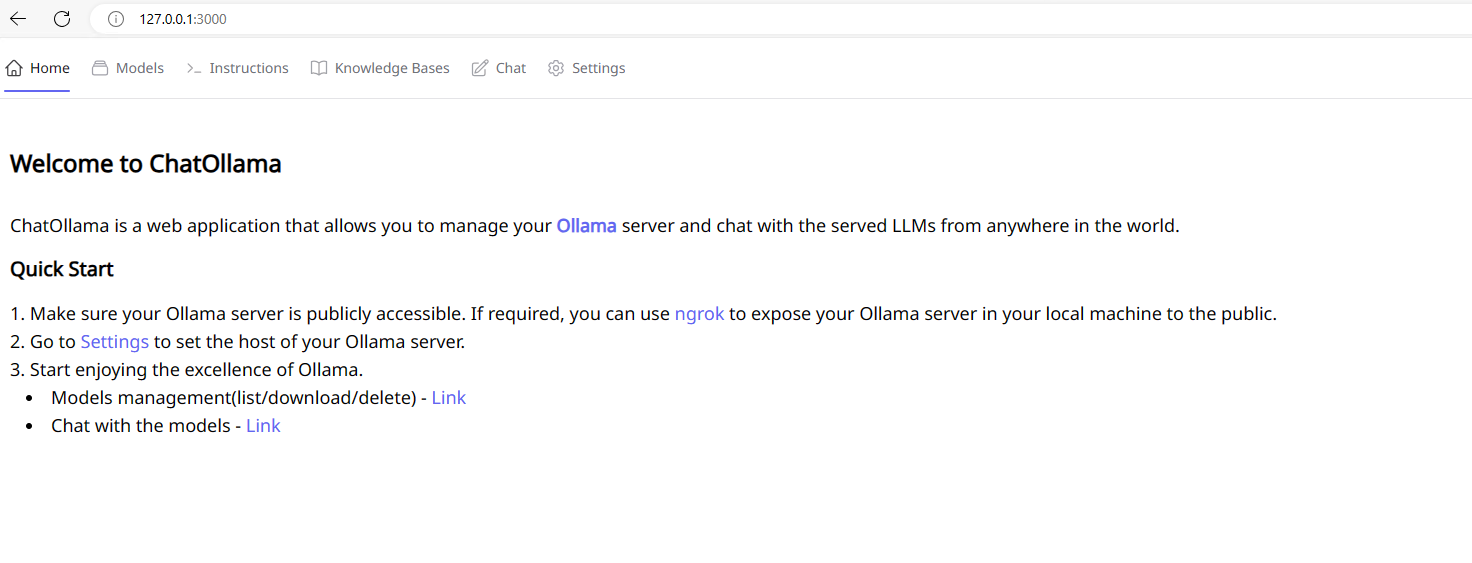 127.0.0.1:3000
Home Models Instructions Knowledge Bases Chat Settings
Welcome to ChatOllama
ChatOllama is a web application that allows you to manage your Ollama server and chat with the served LLMs from anywhere in the world.
Quick Start
1. Make sure your Ollama server is publicly accessible. If required, you can use ngrok to expose your Ollama server in your local machine to the public.
2. Go to Settings to set the host of your Ollama server.
3. Start enjoying the excellence of Ollama.
• Models management(list/download/delete) - Link
• Chat with the models - Link